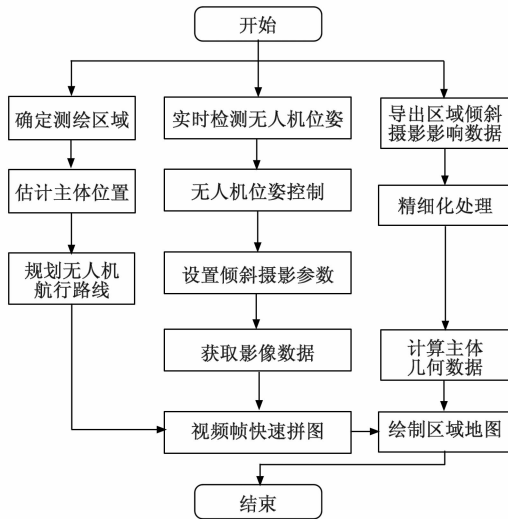 开始
确定测绘区域
估计主体位置
规划无人机
航行路线
实时检测无人机位姿
无人机位姿控制
设置倾斜摄影参数
获取影像数据
视频帧快速拼图
导出区域倾斜
摄影影响数据
精细化处理
计算主体
几何数据
绘制区域地图
结束